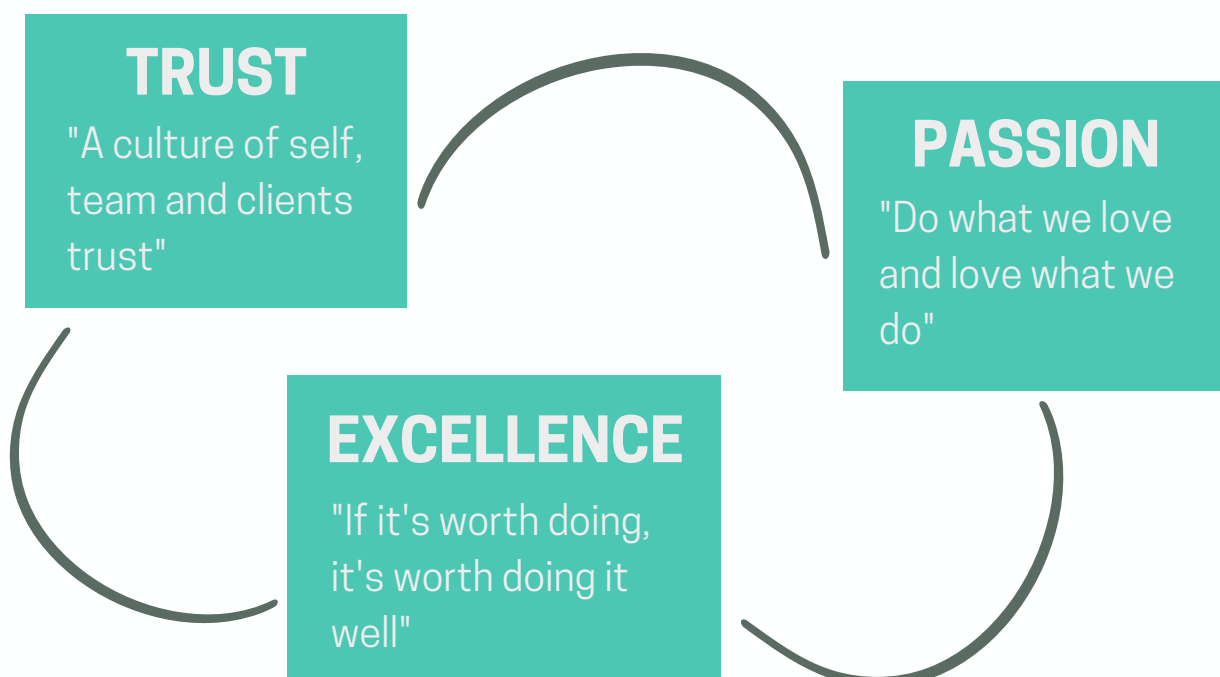 TRUST
"A culture of self,
team and clients
trust"
PASSION
"Do what we love
and love what we
do"
EXCELLENCE
"If it's worth doing,
it's worth doing it
well"